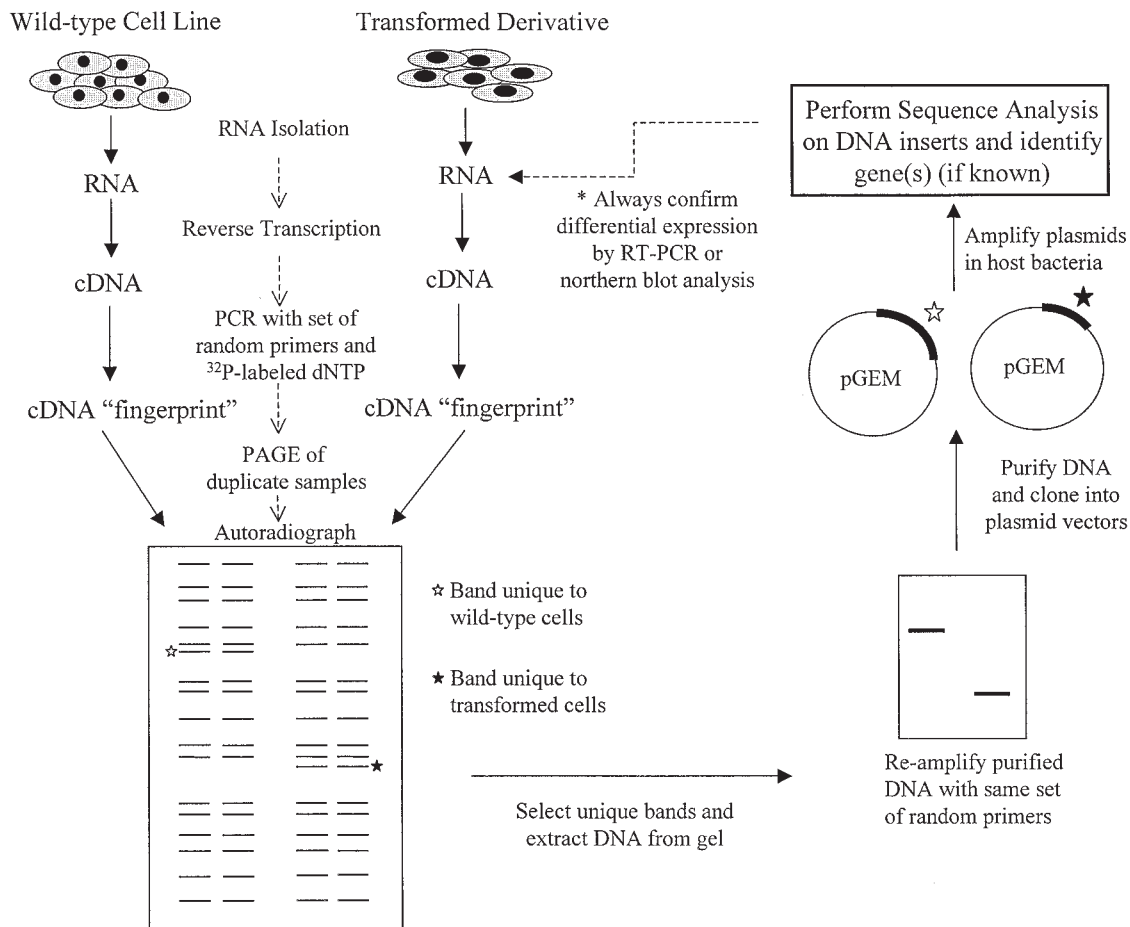 Wild-type Cell Line
Transformed Derivative
RNA Isolation
RNA
RNA
Reverse Transcription
cDNA
cDNA
PCR with set of
random primers and
³²P-labeled dNTP
cDNA “fingerprint”
cDNA “fingerprint”
PAGE of
duplicate samples
Autoradiograph
☆ Band unique to
wild-type cells
★ Band unique to
transformed cells
Select unique bands and
extract DNA from gel
Re-amplify purified
DNA with same set
of random primers
Purify DNA
and clone into
plasmid vectors
pGEM
pGEM
Amplify plasmids
in host bacteria
Perform Sequence Analysis
on DNA inserts and identify
gene(s) (if known)
* Always confirm
differential expression
by RT-PCR or
northern blot analysis